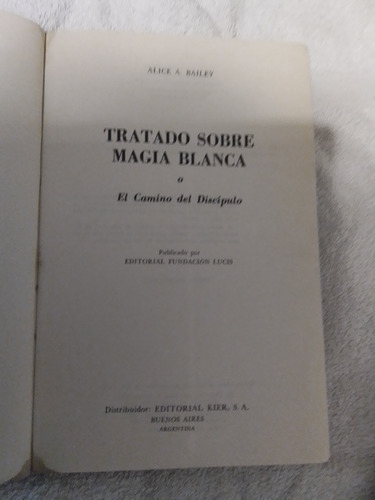 ALICE A. BAILEY
TRATADO SOBRE
MAGIA BLANCA
o
El Camino del Discípulo
Publicado por
EDITORIAL FUNDACIÓN LUCIS
Distribuidor: EDITORIAL KIER, S. A.
BUENOS AIRES
ARGENTINA